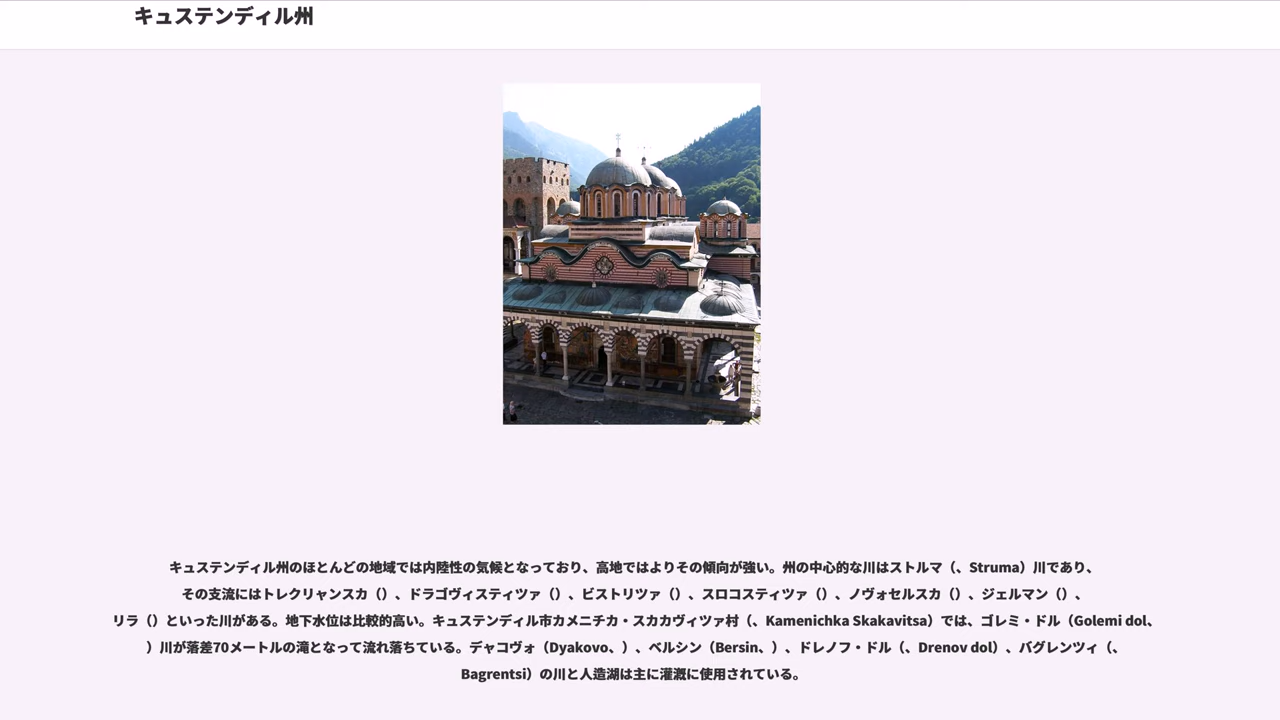 キュステンディル州
キュステンディル州のほとんどの地域では内陸性の気候となっており、高地ではよりその傾向が強い。州の中心的な川はストルマ（、Struma）川であり、
その支流にはトレクリャンスカ（）、ドラゴヴィスティツァ（）、ビストリツァ（）、スロコスティツァ（）、ノヴォセルスカ（）、ジェルマン（）、
リラ（）といった川がある。地下水位は比較的高い。キュステンディル市カメニチカ・スカカヴィツァ村（、Kamenichka Skakavitsa）では、ゴレミ・ドル（Golemi dol、
）川が落差70メートルの滝となって流れ落ちている。デャコヴォ（Dyakovo、）、ベルシン（Bersin、）、ドレノフ・ドル（、Drenov dol）、バグレンツィ（、
Bagrentsi）の川と人造湖は主に灌漑に使用されている。